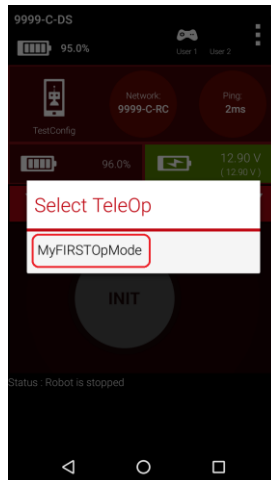 9999-C-DS
95.0%
User 1 User 2
Network:
9999-C-RC
Ping:
2ms
TestConfig
96.0%
12.90 V
( 12.90 V )
Select TeleOp
MyFIRSTOpMode
INIT
Status : Robot is stopped